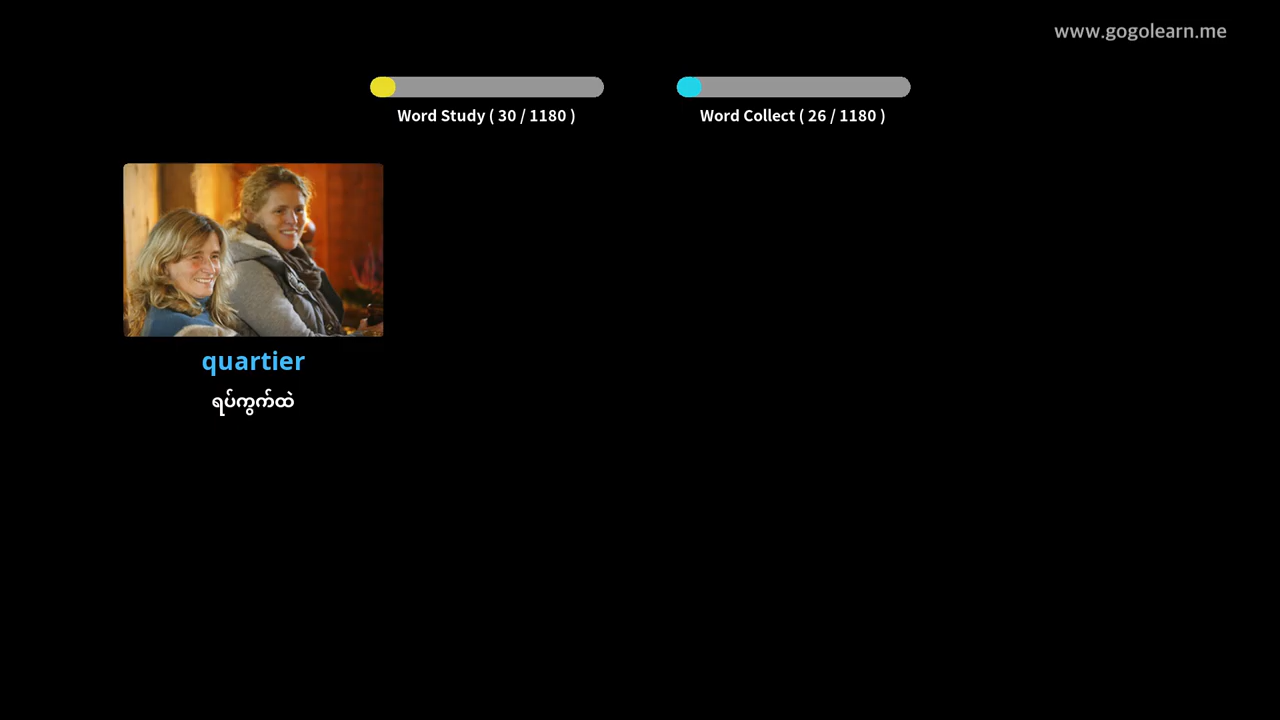 www.gogolearn.me
Word Study ( 30 / 1180 )
Word Collect ( 26 / 1180 )
quartier
ရပ်ကွက်ထဲ